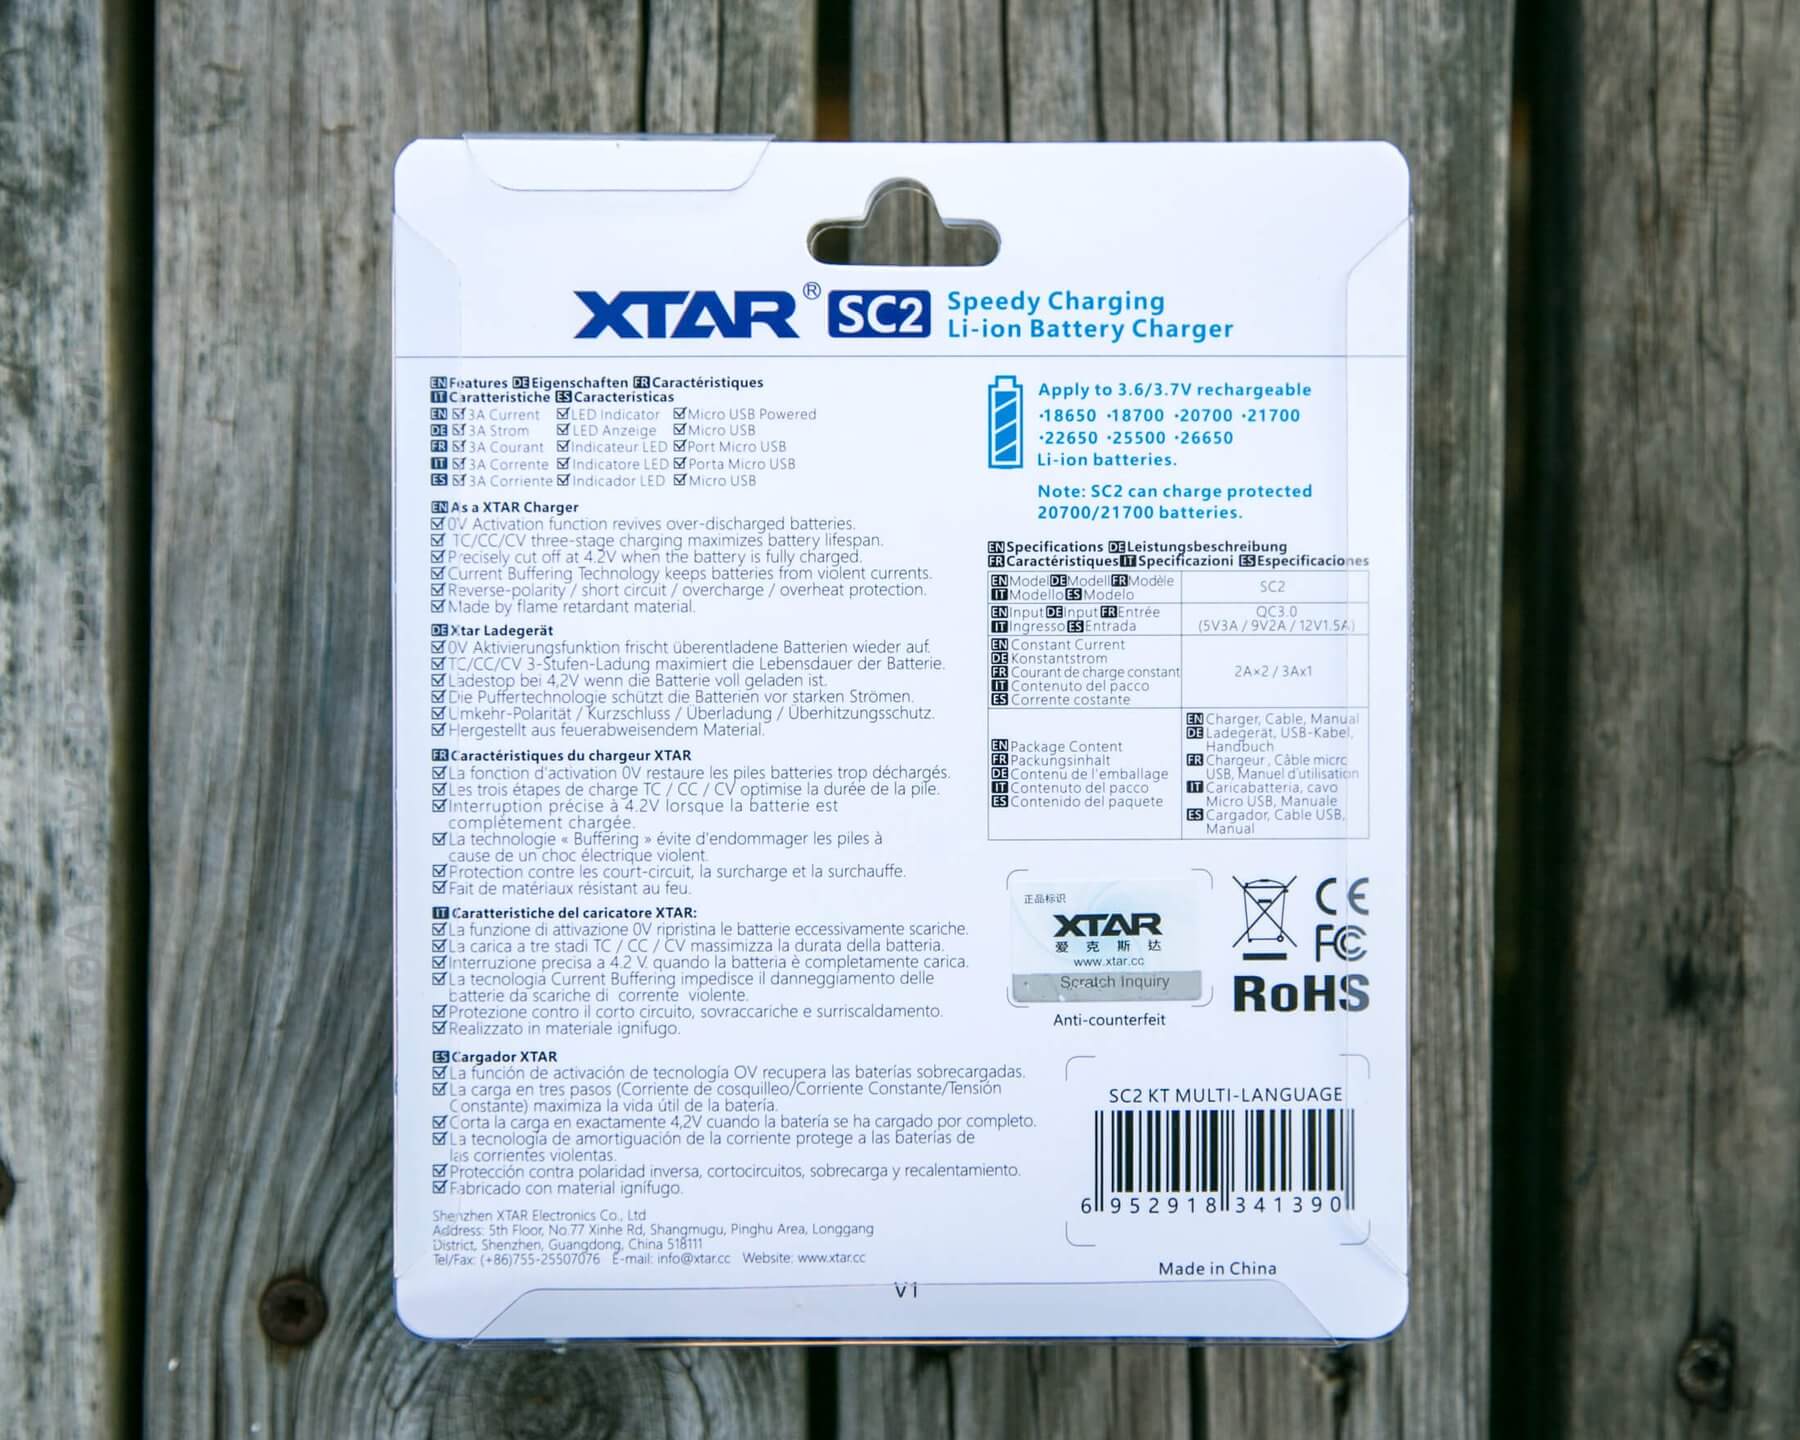 XTAR® SC2 Speedy Charging
Li-ion Battery Charger
EN Features DE Eigenschaften FR Caractéristiques
IT Caratteristiche ES Caracteristicas
EN ☑ 3A Current ☑ LED Indicator ☑ Micro USB Powered
DE ☑ 3A Strom ☑ LED Anzeige ☑ Micro USB
FR ☑ 3A Courant ☑ Indicateur LED ☑ Port Micro USB
IT ☑ 3A Corrente ☑ Indicatore LED ☑ Porta Micro USB
ES ☑ 3A Corriente ☑ Indicador LED ☑ Micro USB
EN As a XTAR Charger
☑ 0V Activation function revives over-discharged batteries.
☑ TC/CC/CV three-stage charging maximizes battery lifespan.
☑ Precisely cut off at 4.2V when the battery is fully charged.
☑ Current Buffering Technology keeps batteries from violent currents.
☑ Reverse-polarity / short circuit / overcharge / overheat protection.
☑ Made by flame retardant material.
DE Xtar Ladegerät
☑ 0V Aktivierungsfunktion frischt überentladene Batterien wieder auf.
☑ TC/CC/CV 3-Stufen-Ladung maximiert die Lebensdauer der Batterie.
☑ Ladestop bei 4,2V wenn die Batterie voll geladen ist.
☑ Die Puffertechnologie schützt die Batterien vor starken Strömen.
☑ Umkehr-Polarität / Kurzschluss / Überladung / Überhitzungsschutz.
☑ Hergestellt aus feuerabweisendem Material.
FR Caractéristiques du chargeur XTAR
☑ La fonction d'activation 0V restaure les piles batteries trop déchargés.
☑ Les trois étapes de charge TC / CC / CV optimise la durée de la pile.
☑ Interruption précise à 4.2V lorsque la batterie est
complétement chargée.
☑ La technologie « Buffering » évite d'endommager les piles à
cause de un choc électrique violent.
☑ Protection contre les court-circuit, la surcharge et la surchauffe.
☑ Fait de matériaux résistant au feu.
IT Caratteristiche del caricatore XTAR:
☑ La funzione di attivazione 0V ripristina le batterie eccessivamente scariche.
☑ La carica a tre stadi TC / CC / CV massimizza la durata della batteria.
☑ Interruzione precisa a 4.2 V. quando la batteria è completamente carica.
☑ La tecnologia Current Buffering impedisce il danneggiamento delle
batterie da scariche di corrente violente.
☑ Protezione contro il corto circuito, sovraccariche e surriscaldamento.
☑ Realizzato in materiale ignifugo.
ES Cargador XTAR
☑ La función de activación de tecnología OV recupera las baterías sobrecargadas.
☑ La carga en tres pasos (Corriente de cosquilleo/Corriente Constante/Tensión
Constante) maximiza la vida útil de la batería.
☑ Corta la carga en exactamente 4,2V cuando la batería se ha cargado por completo.
☑ La tecnología de amortiguación de la corriente protege a las baterías de
las corrientes violentas.
☑ Protección contra polaridad inversa, cortocircuitos, sobrecarga y recalentamiento.
☑ Fabricado con material ignífugo.
Shenzhen XTAR Electronics Co., Ltd
Address: 5th Floor, No.77 Xinhe Rd, Shangmugu, Pinghu Area, Longgang
District, Shenzhen, Guangdong, China 518111
Tel/Fax: (+86)755-25507076 E-mail: info@xtar.cc Website: www.xtar.cc
V1
Apply to 3.6/3.7V rechargeable
·18650 ·18700 ·20700 ·21700
·22650 ·25500 ·26650
Li-ion batteries.
Note: SC2 can charge protected
20700/21700 batteries.
EN Specifications DE Leistungsbeschreibung
FR Caractéristiques IT Specificazioni ES Especificaciones
EN Model DE Modell FR Modèle
IT Modello ES Modelo
SC2
EN Input DE Input FR Entrée
IT Ingresso ES Entrada
QC3.0
(5V3A / 9V2A / 12V1.5A)
EN Constant Current
DE Konstantstrom
FR Courant de charge constant
IT Contenuto del pacco
ES Corrente costante
2A×2 / 3Ax1
EN Package Content
FR Packungsinhalt
DE Contenu de l'emballage
IT Contenuto del pacco
ES Contenido del paquete
EN Charger, Cable, Manual
DE Ladegerät, USB-Kabel,
Handbuch
FR Chargeur, Câble micro
USB, Manuel d'utilisation
IT Caricabatteria, cavo
Micro USB, Manuale
ES Cargador, Cable USB,
Manual
正品标识
XTAR
爱克斯达
www.xtar.cc
Scratch Inquiry
Anti-counterfeit
CE
FC
RoHS
SC2 KT MULTI-LANGUAGE
6 952918 341390
Made in China